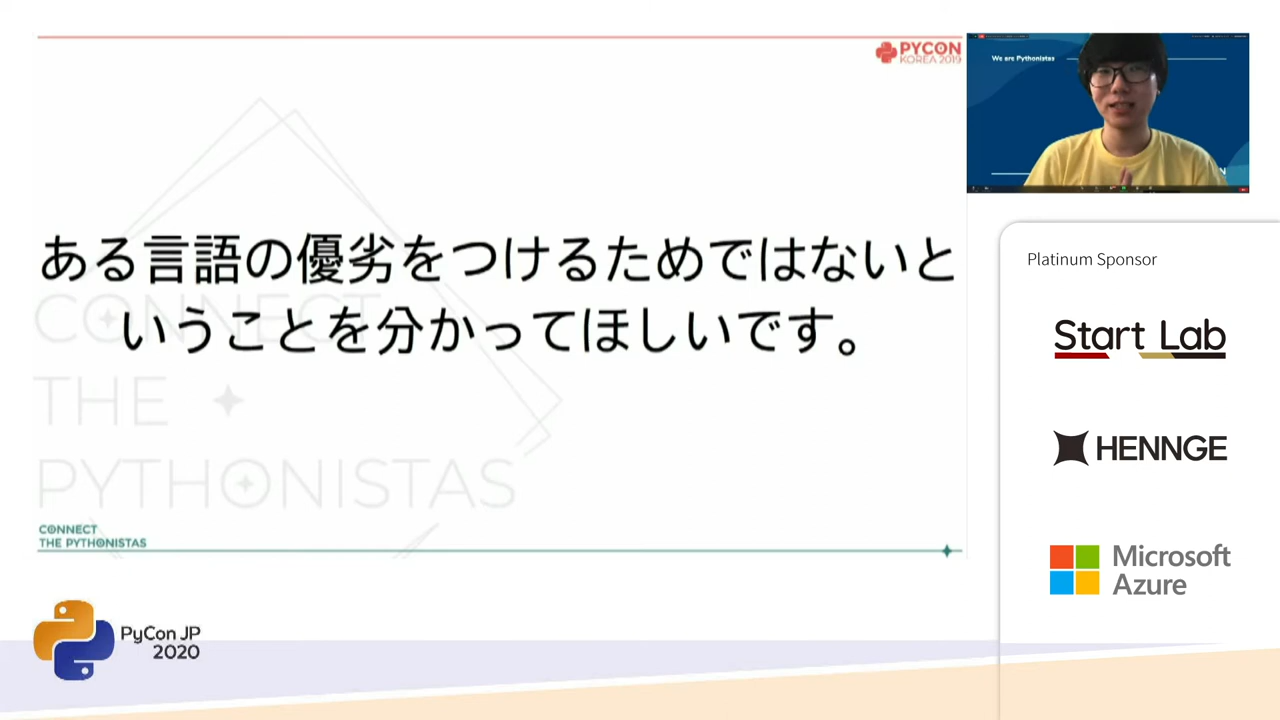 PYCON
KOREA 2019
We are Pythonistas
ある言語の優劣をつけるためではないと
いうことを分かってほしいです。
CONNECT
THE
PYTHONISTAS
CONNECT
THE PYTHONISTAS
Platinum Sponsor
Start Lab
HENNGE
Microsoft
Azure
PyCon JP
2020